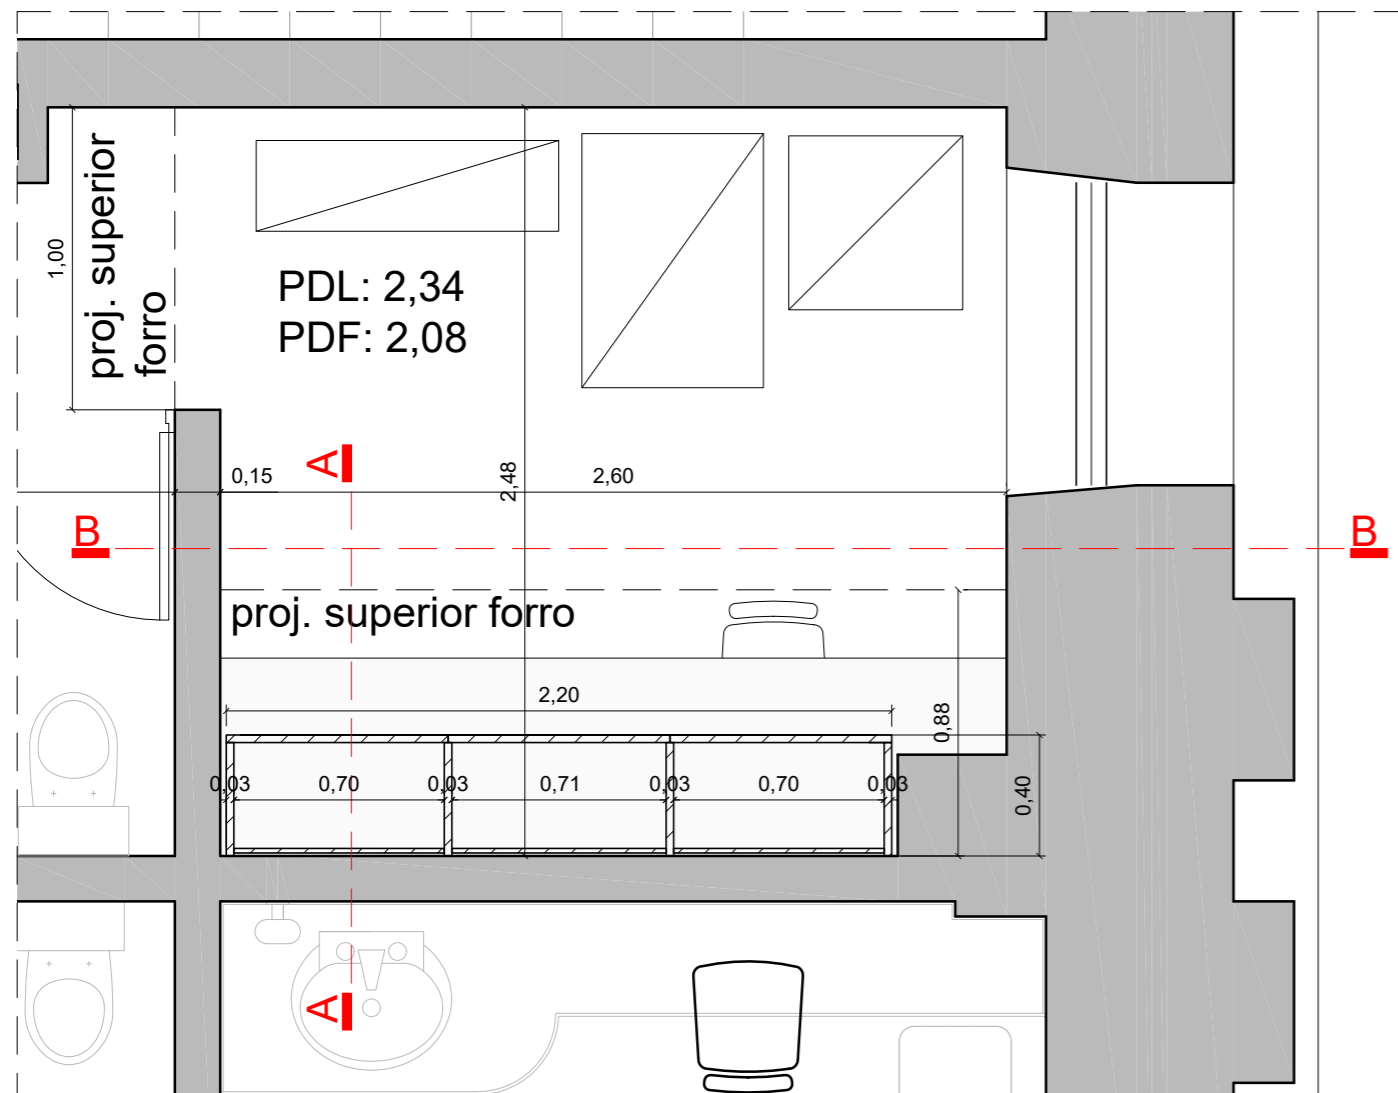 proj. superior
forro
1,00
PDL: 2,34
PDF: 2,08
A
0,15
2,48
2,60
B
B
proj. superior forro
2,20
0,88
0,03
0,70
0,03
0,71
0,03
0,70
0,03
0,40
A